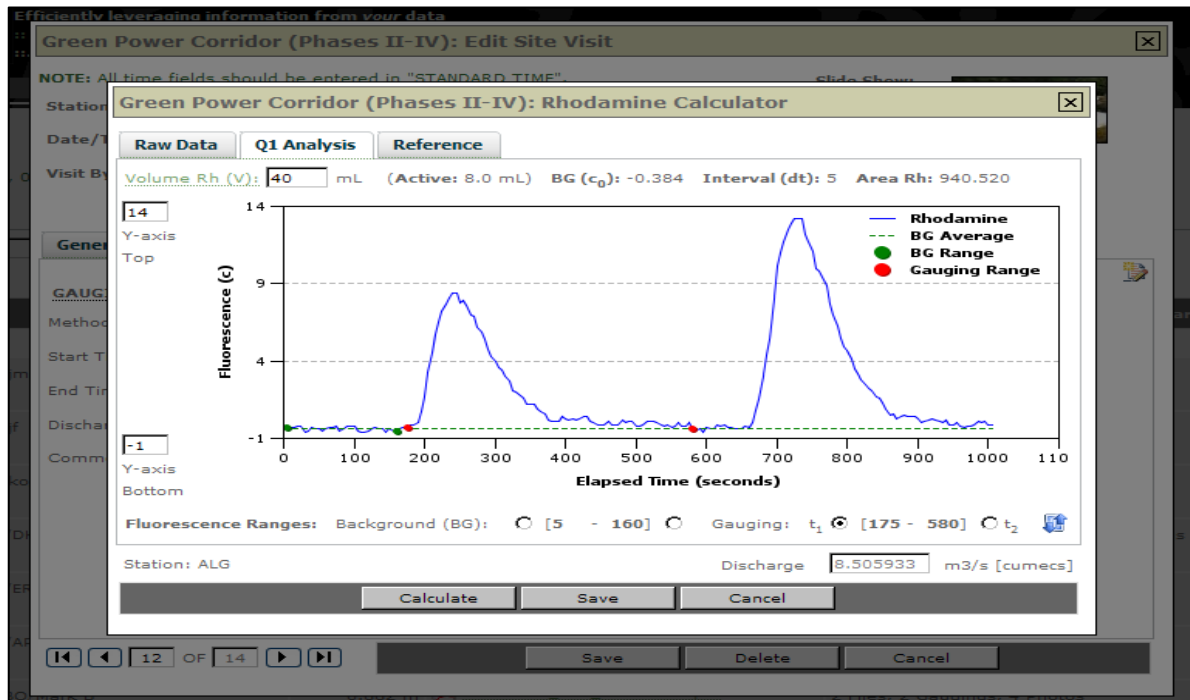 Efficiently leveraging information from your data
Green Power Corridor (Phases II-IV): Edit Site Visit
NOTE: All time fields should be entered in "STANDARD TIME".
Slide Show:
Station
Date/T
Visit By
Gener
GAUGI
Method
Start T
End Tim
Dischar
Comme
Green Power Corridor (Phases II-IV): Rhodamine Calculator
Raw Data Q1 Analysis Reference
Volume Rh (V): 40 mL (Active: 8.0 mL) BG (c0): -0.384 Interval (dt): 5 Area Rh: 940.520
14
Y-axis
Top
-1
Y-axis
Bottom
Fluorescence (c)
14
9
4
-1
Rhodamine
BG Average
BG Range
Gauging Range
0 100 200 300 400 500 600 700 800 900 1000 110
Elapsed Time (seconds)
Fluorescence Ranges: Background (BG): [5 - 160] Gauging: t1 [175 - 580] t2
Station: ALG
Discharge 8.505933 m3/s [cumecs]
Calculate Save Cancel
12 OF 14
Save Delete Cancel